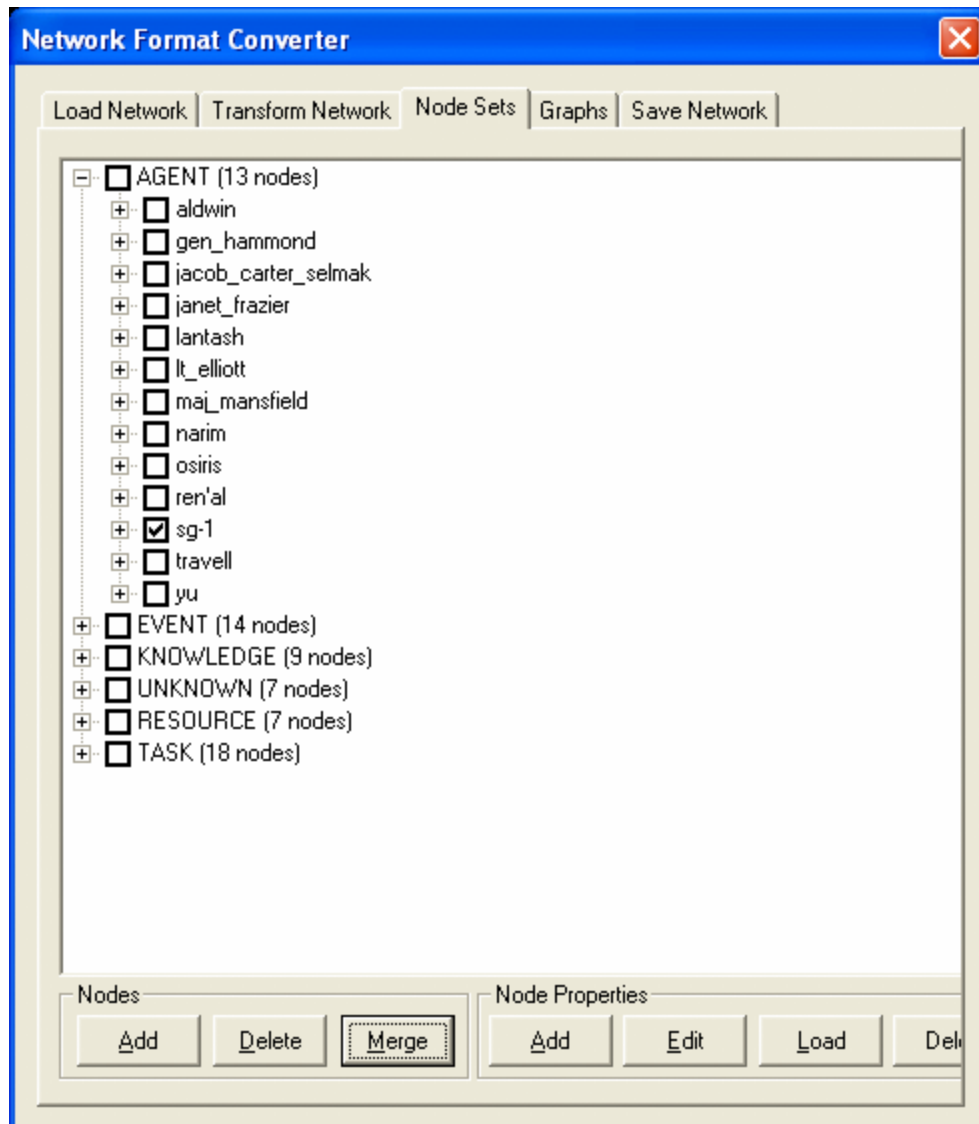 Network Format Converter
Load Network Transform Network Node Sets Graphs Save Network
AGENT (13 nodes)
aldwin
gen_hammond
jacob_carter_selmak
janet_frazier
lantash
lt_elliott
maj_mansfield
narim
osiris
ren'al
sg-1
travell
yu
EVENT (14 nodes)
KNOWLEDGE (9 nodes)
UNKNOWN (7 nodes)
RESOURCE (7 nodes)
TASK (18 nodes)
Nodes Node Properties
Add Delete Merge Add Edit Load Del